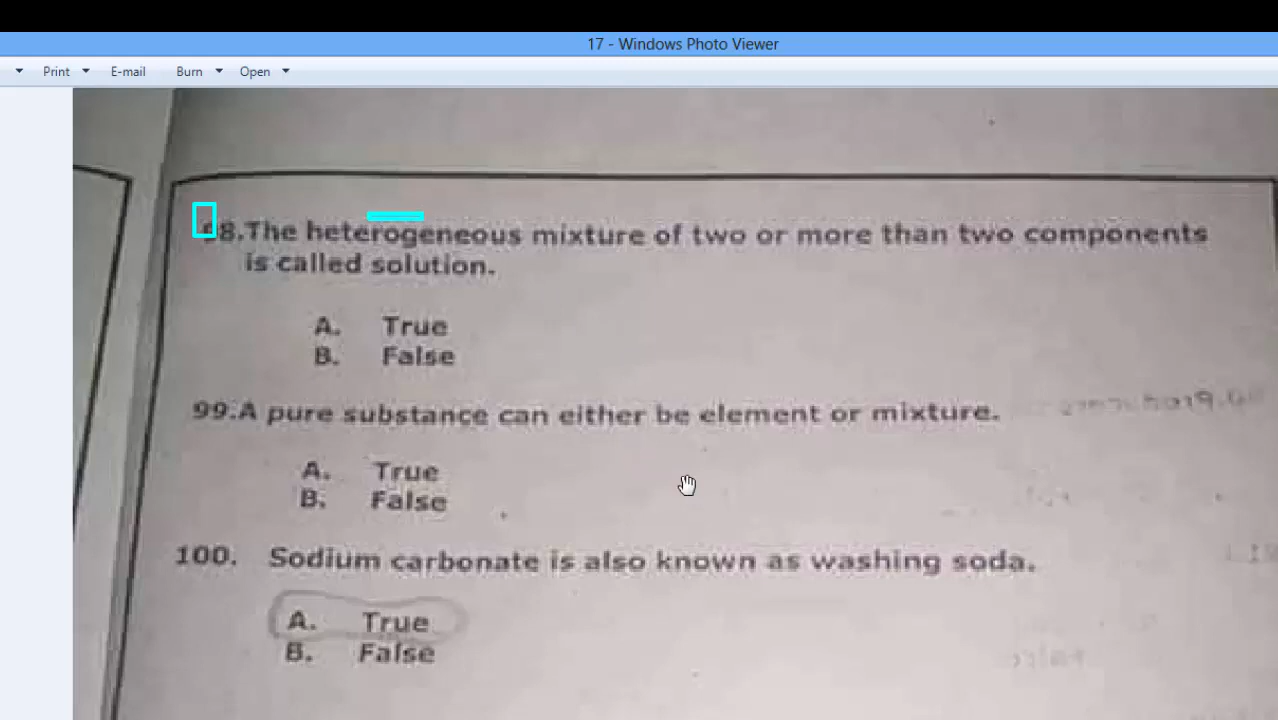 17 - Windows Photo Viewer
Print E-mail Burn Open
98.The heterogeneous mixture of two or more than two components
is called solution.
A. True
B. False
99.A pure substance can either be element or mixture.
A. True
B. False
100. Sodium carbonate is also known as washing soda.
A. True
B. False